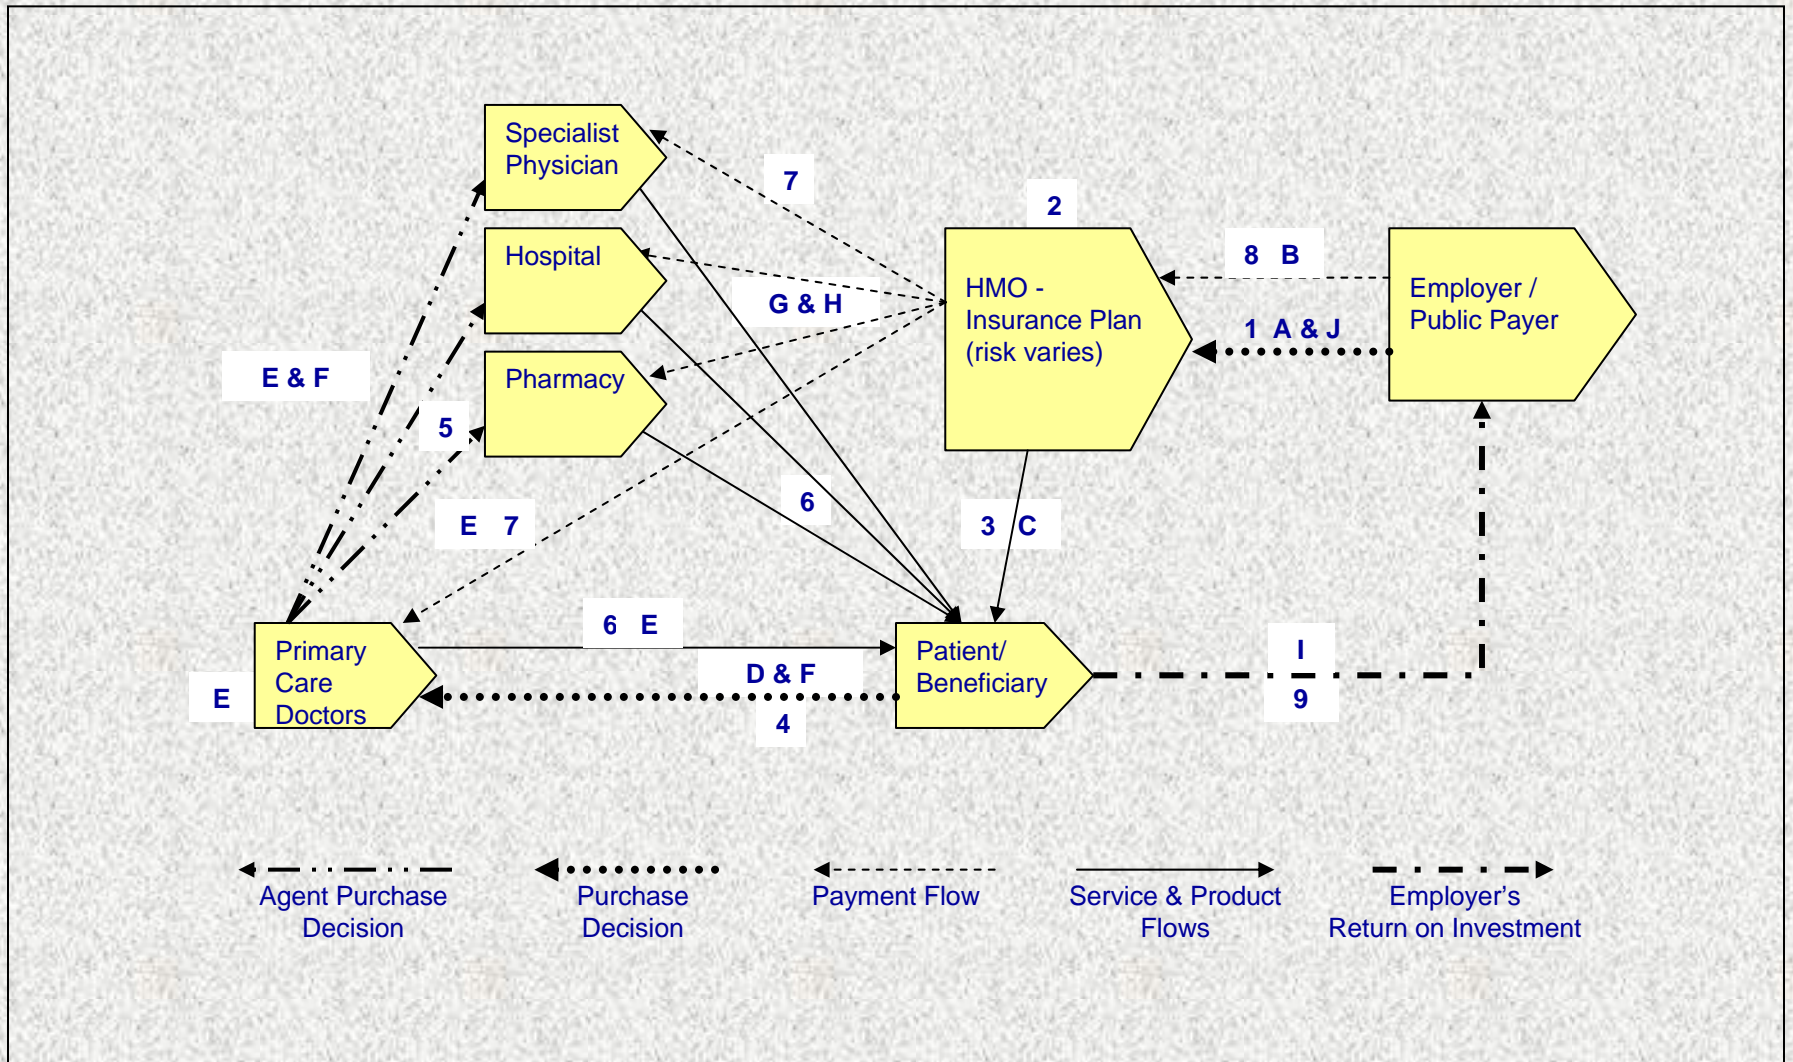 Specialist
Physician
7
2
Hospital
8 B
G & H
HMO -
Insurance Plan
(risk varies)
Employer /
Public Payer
1 A & J
E & F
Pharmacy
5
6
E 7
3 C
6 E
Primary
Care
Doctors
E
D & F
4
Patient/
Beneficiary
I
9
Agent Purchase
Decision
Purchase
Decision
Payment Flow
Service & Product
Flows
Employer’s
Return on Investment